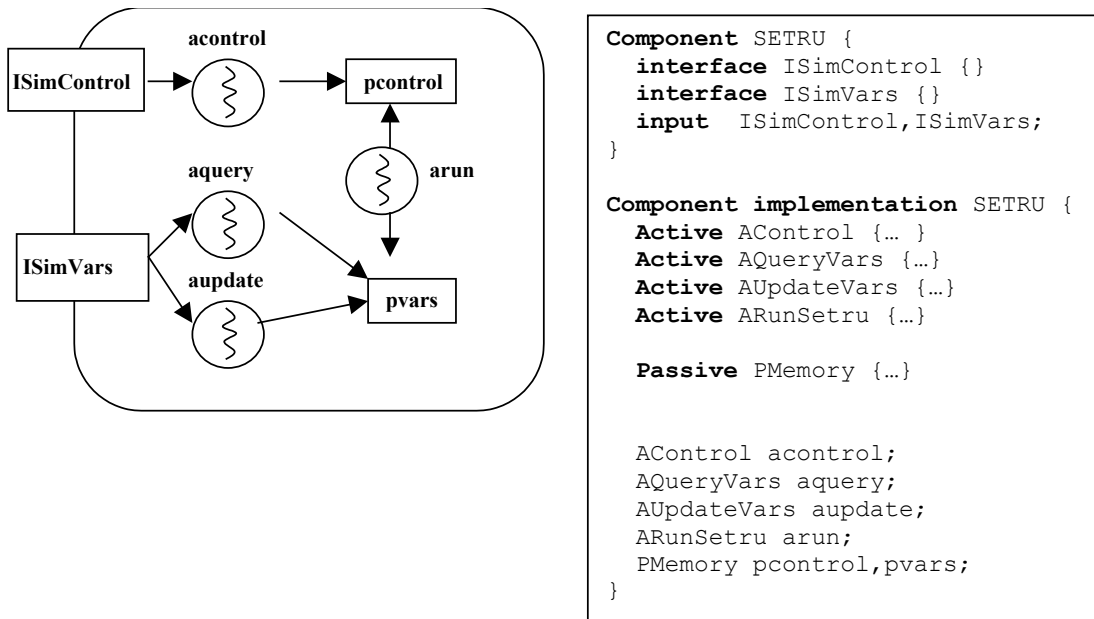 acontrol
ISimControl
pcontrol
aquery
arun
ISimVars
aupdate
pvars
Component SETRU {
interface ISimControl {}
interface ISimVars {}
input ISimControl,ISimVars;
}
Component implementation SETRU {
Active AControl {… }
Active AQueryVars {…}
Active AUpdateVars {…}
Active ARunSetru {…}
Passive PMemory {…}
AControl acontrol;
AQueryVars aquery;
AUpdateVars aupdate;
ARunSetru arun;
PMemory pcontrol,pvars;
}